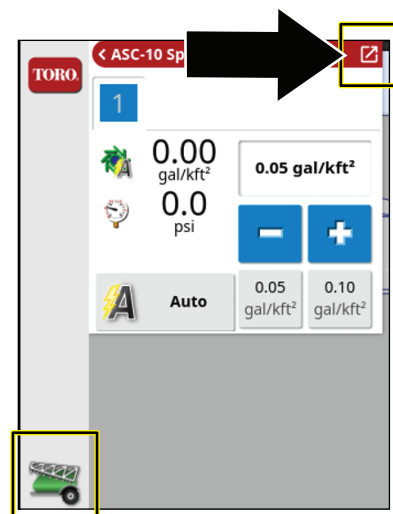 TORO.
< ASC-10 Sp
1
0.00
gal/kft²
0.05 gal/kft²
0.0
psi
A
Auto
0.05
gal/kft²
0.10
gal/kft²